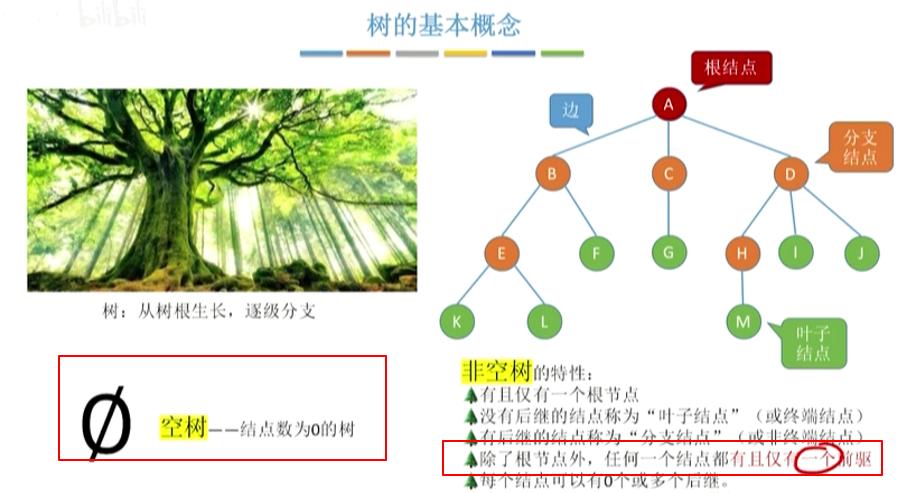 bilibili
树的基本概念
根结点
A
边
分支
结点
B
C
D
E
F
G
H
I
J
K
L
M
叶子
结点
树：从树根生长，逐级分支
Ø
空树——结点数为0的树
非空树的特性：
有且仅有一个根节点
没有后继的结点称为“叶子结点”（或终端结点）
有后继的结点称为“分支结点”（或非终端结点）
除了根节点外，任何一个结点都有且仅有一个前驱
每个结点可以有0个或多个后继。